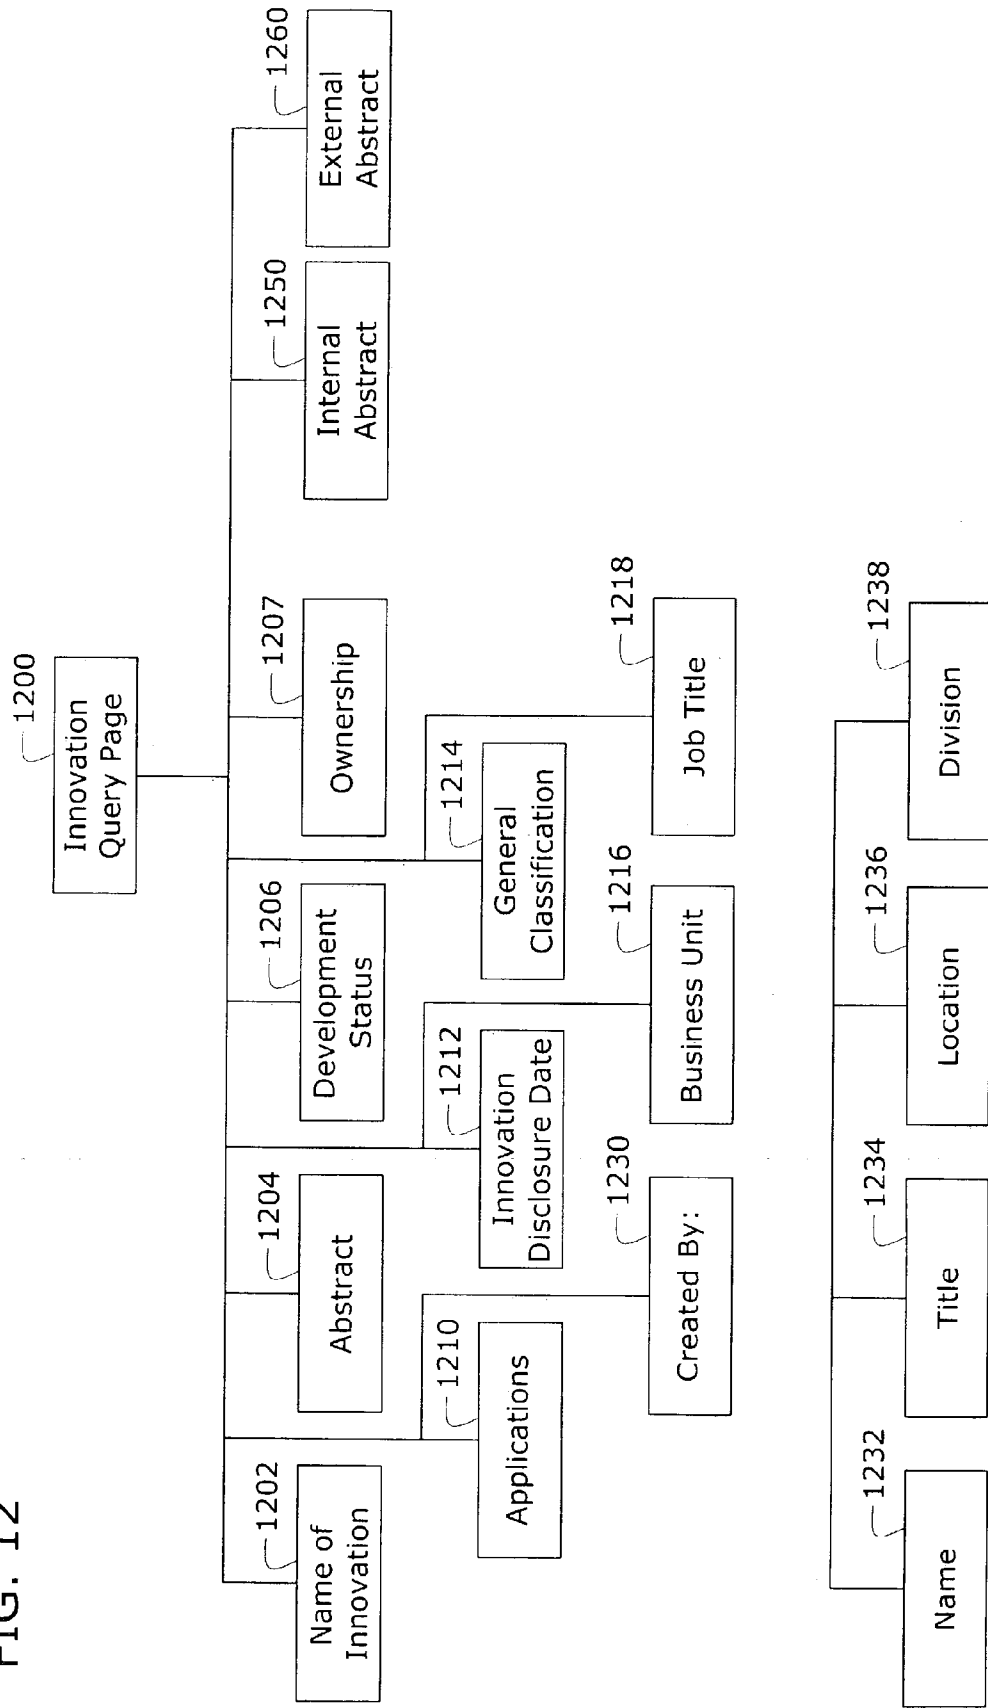 FIG. 12
1200
Innovation
Query Page
1202
Name of
Innovation
1204
Abstract
1206
Development
Status
1207
Ownership
1250
Internal
Abstract
1260
External
Abstract
1210
Applications
1212
Innovation
Disclosure Date
1214
General
Classification
1230
Created By:
1216
Business Unit
1218
Job Title
1232
Name
1234
Title
1236
Location
1238
Division